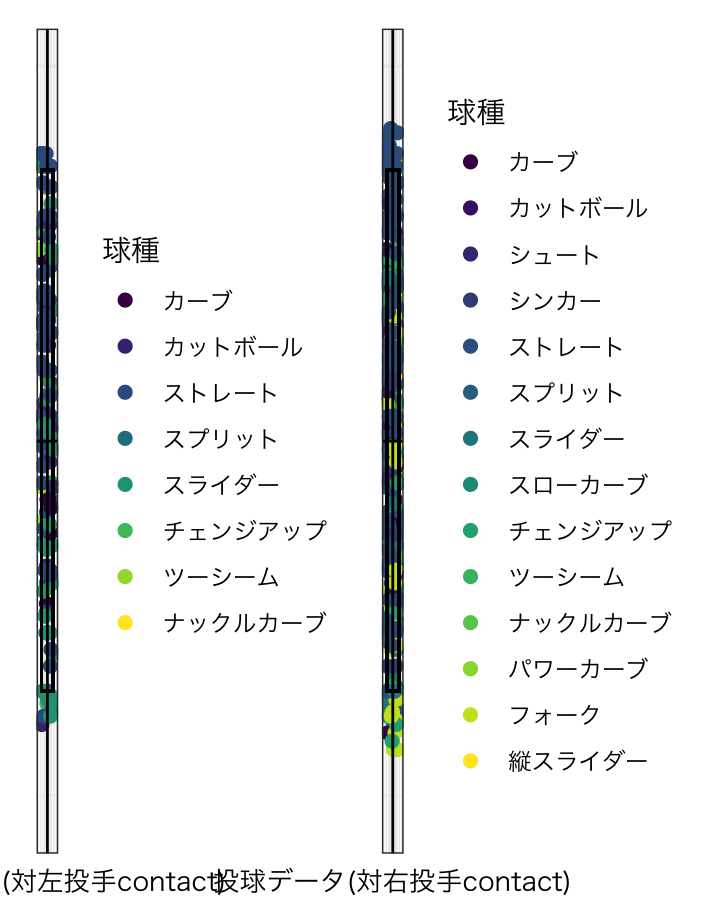 球種
カーブ
カットボール
ストレート
スプリット
スライダー
チェンジアップ
ツーシーム
ナックルカーブ
球種
カーブ
カットボール
シュート
シンカー
ストレート
スプリット
スライダー
スローカーブ
チェンジアップ
ツーシーム
ナックルカーブ
パワーカーブ
フォーク
縦スライダー
(対左投手contact)
投球データ(対右投手contact)